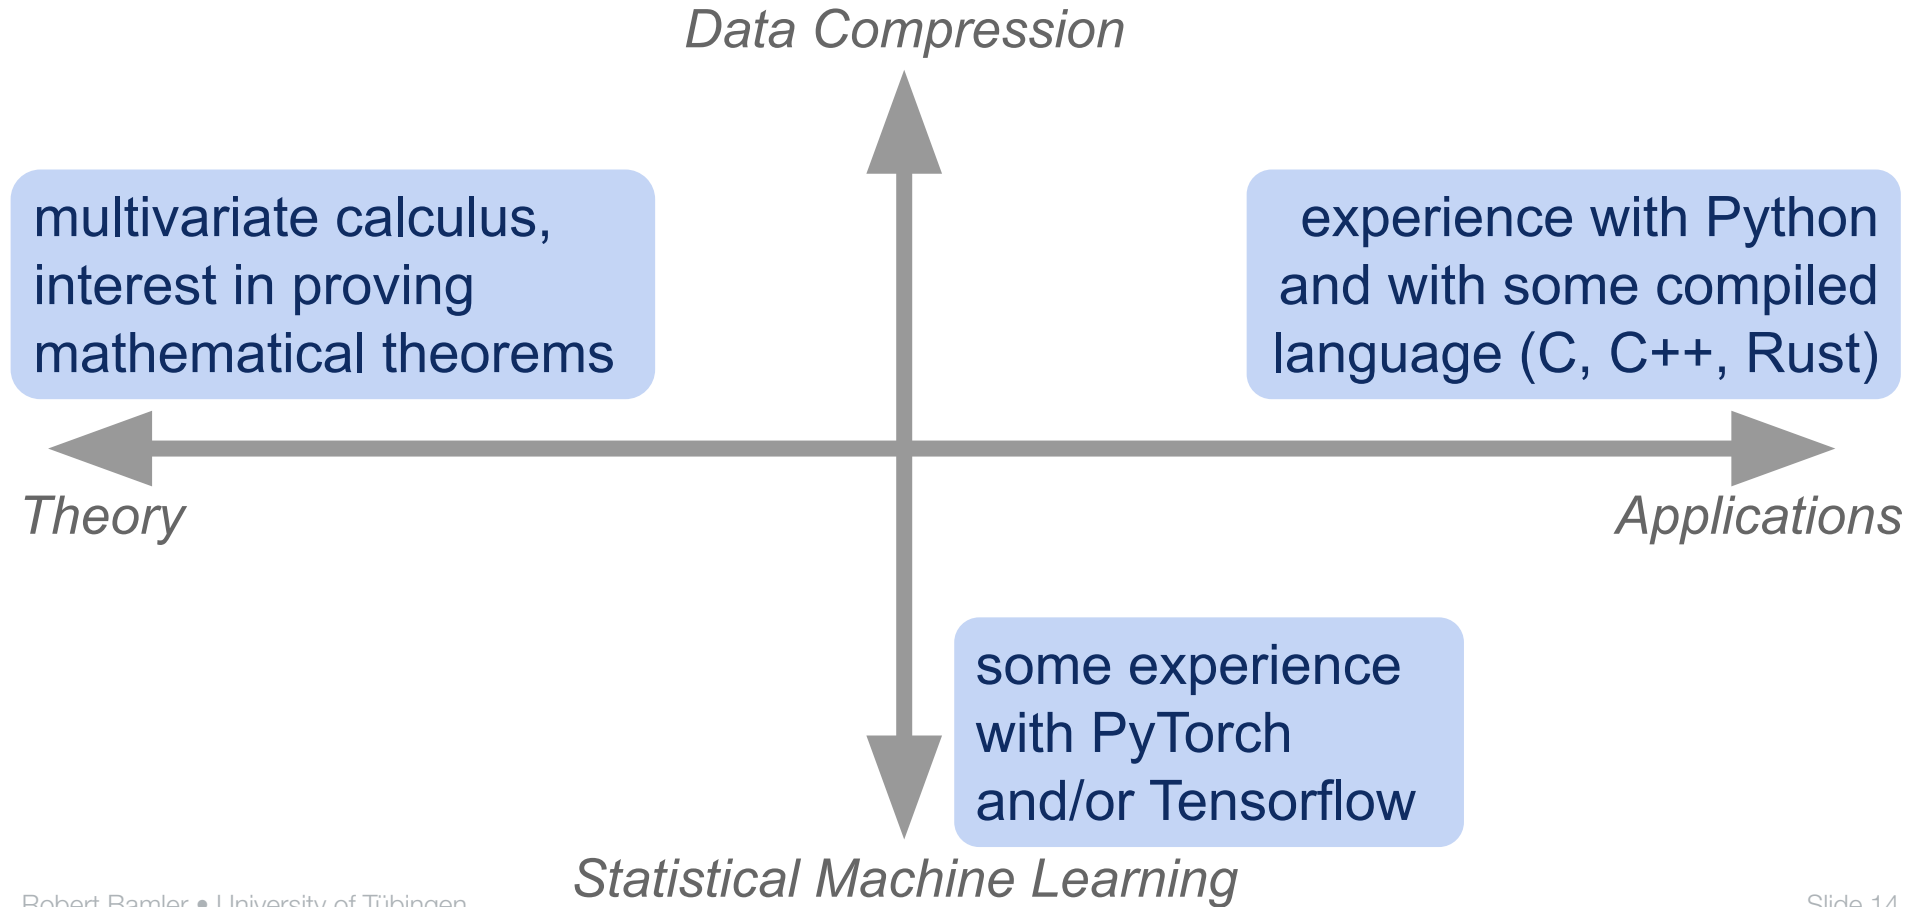 Data Compression
multivariate calculus,
interest in proving
mathematical theorems
experience with Python
and with some compiled
language (C, C++, Rust)
Theory
Applications
some experience
with PyTorch
and/or Tensorflow
Statistical Machine Learning
Robert Bamler • University of Tübingen
Slide 14